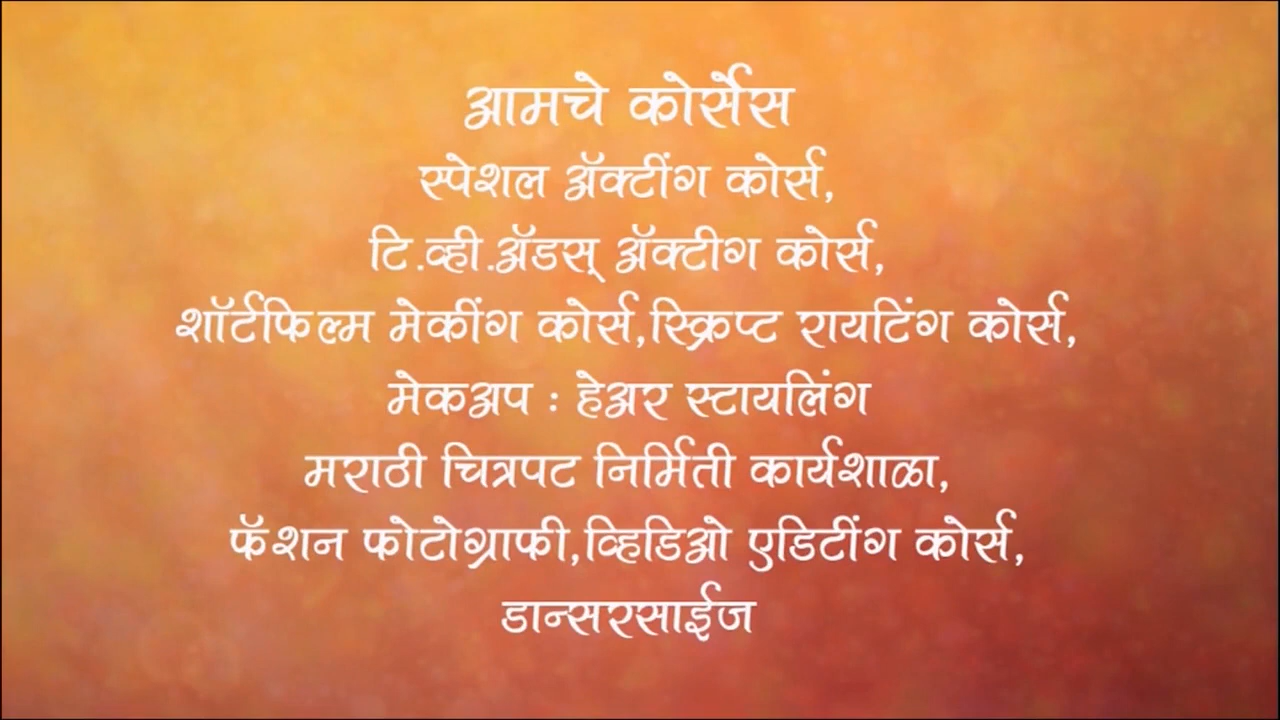 आमचे कोर्सेस
स्पेशल ॲक्टींग कोर्स,
टि.व्ही.ॲडस् ॲक्टीग कोर्स,
शॉर्टफिल्म मेकींग कोर्स,स्क्रिप्ट रायटिंग कोर्स,
मेकअप : हेअर स्टायलिंग
मराठी चित्रपट निर्मिती कार्यशाळा,
फॅशन फोटोग्राफी,व्हिडिओ एडिटींग कोर्स,
डान्सरसाईज